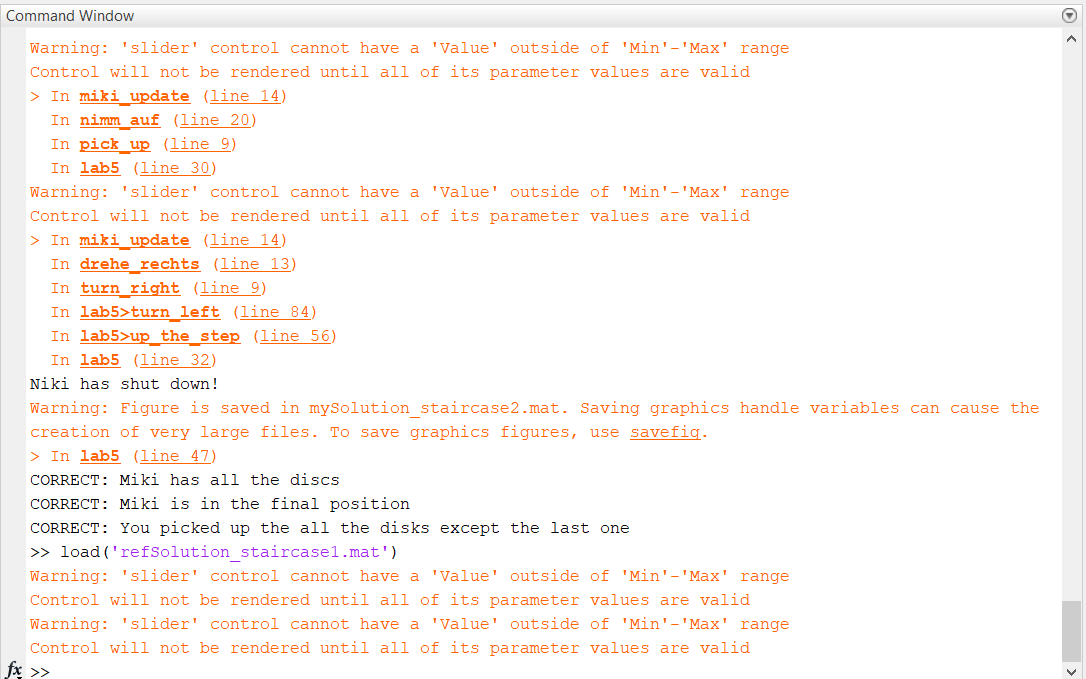 Command Window
Warning: 'slider' control cannot have a 'Value' outside of 'Min'-'Max' range
Control will not be rendered until all of its parameter values are valid
> In miki_update (line 14)
In nimm_auf (line 20)
In pick_up (line 9)
In lab5 (line 30)
Warning: 'slider' control cannot have a 'Value' outside of 'Min'-'Max' range
Control will not be rendered until all of its parameter values are valid
> In miki_update (line 14)
In drehe_rechts (line 13)
In turn_right (line 9)
In lab5>turn_left (line 84)
In lab5>up_the_step (line 56)
In lab5 (line 32)
Niki has shut down!
Warning: Figure is saved in mySolution_staircase2.mat. Saving graphics handle variables can cause the
creation of very large files. To save graphics figures, use savefig.
> In lab5 (line 47)
CORRECT: Miki has all the discs
CORRECT: Miki is in the final position
CORRECT: You picked up the all the disks except the last one
>> load('refSolution_staircase1.mat')
Warning: 'slider' control cannot have a 'Value' outside of 'Min'-'Max' range
Control will not be rendered until all of its parameter values are valid
Warning: 'slider' control cannot have a 'Value' outside of 'Min'-'Max' range
Control will not be rendered until all of its parameter values are valid
fx >>